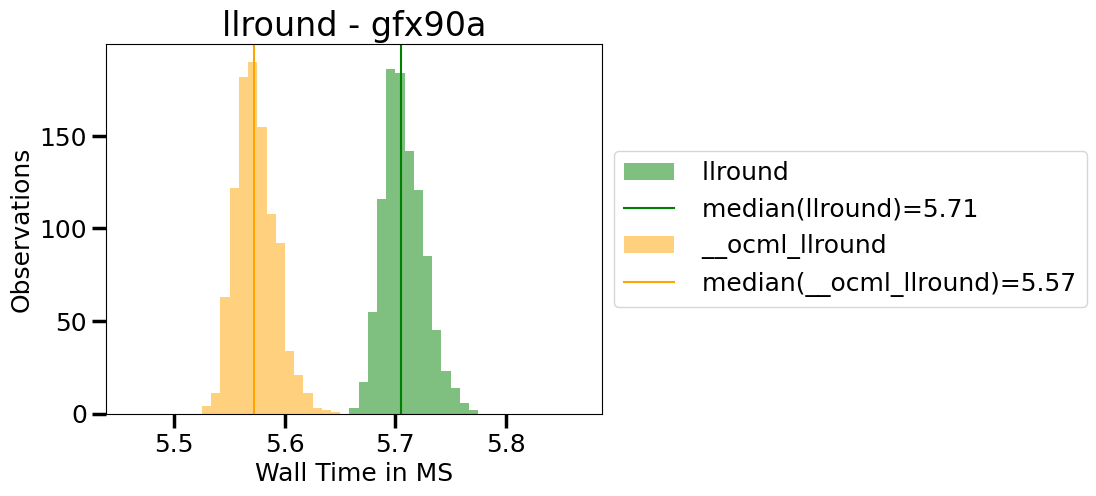 llround - gfx90a
Observations
150
100
50
0
5.5 5.6 5.7 5.8
Wall Time in MS
llround
median(llround)=5.71
__ocml_llround
median(__ocml_llround)=5.57